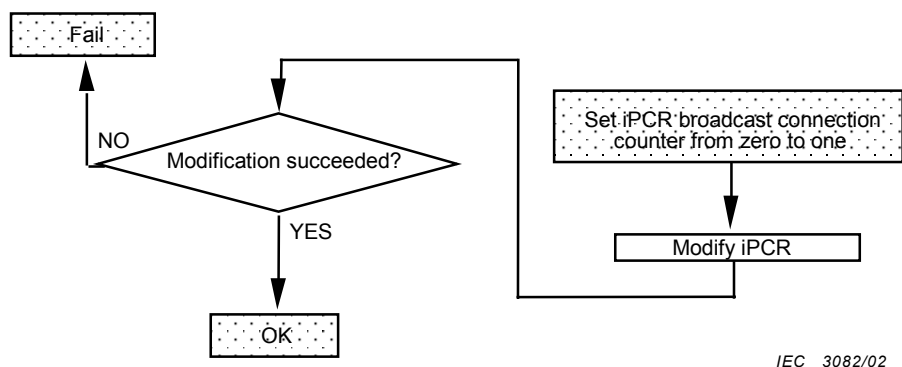 Fail
Set iPCR broadcast connection
counter from zero to one
NO
Modification succeeded?
YES
Modify iPCR
OK
IEC 3082/02